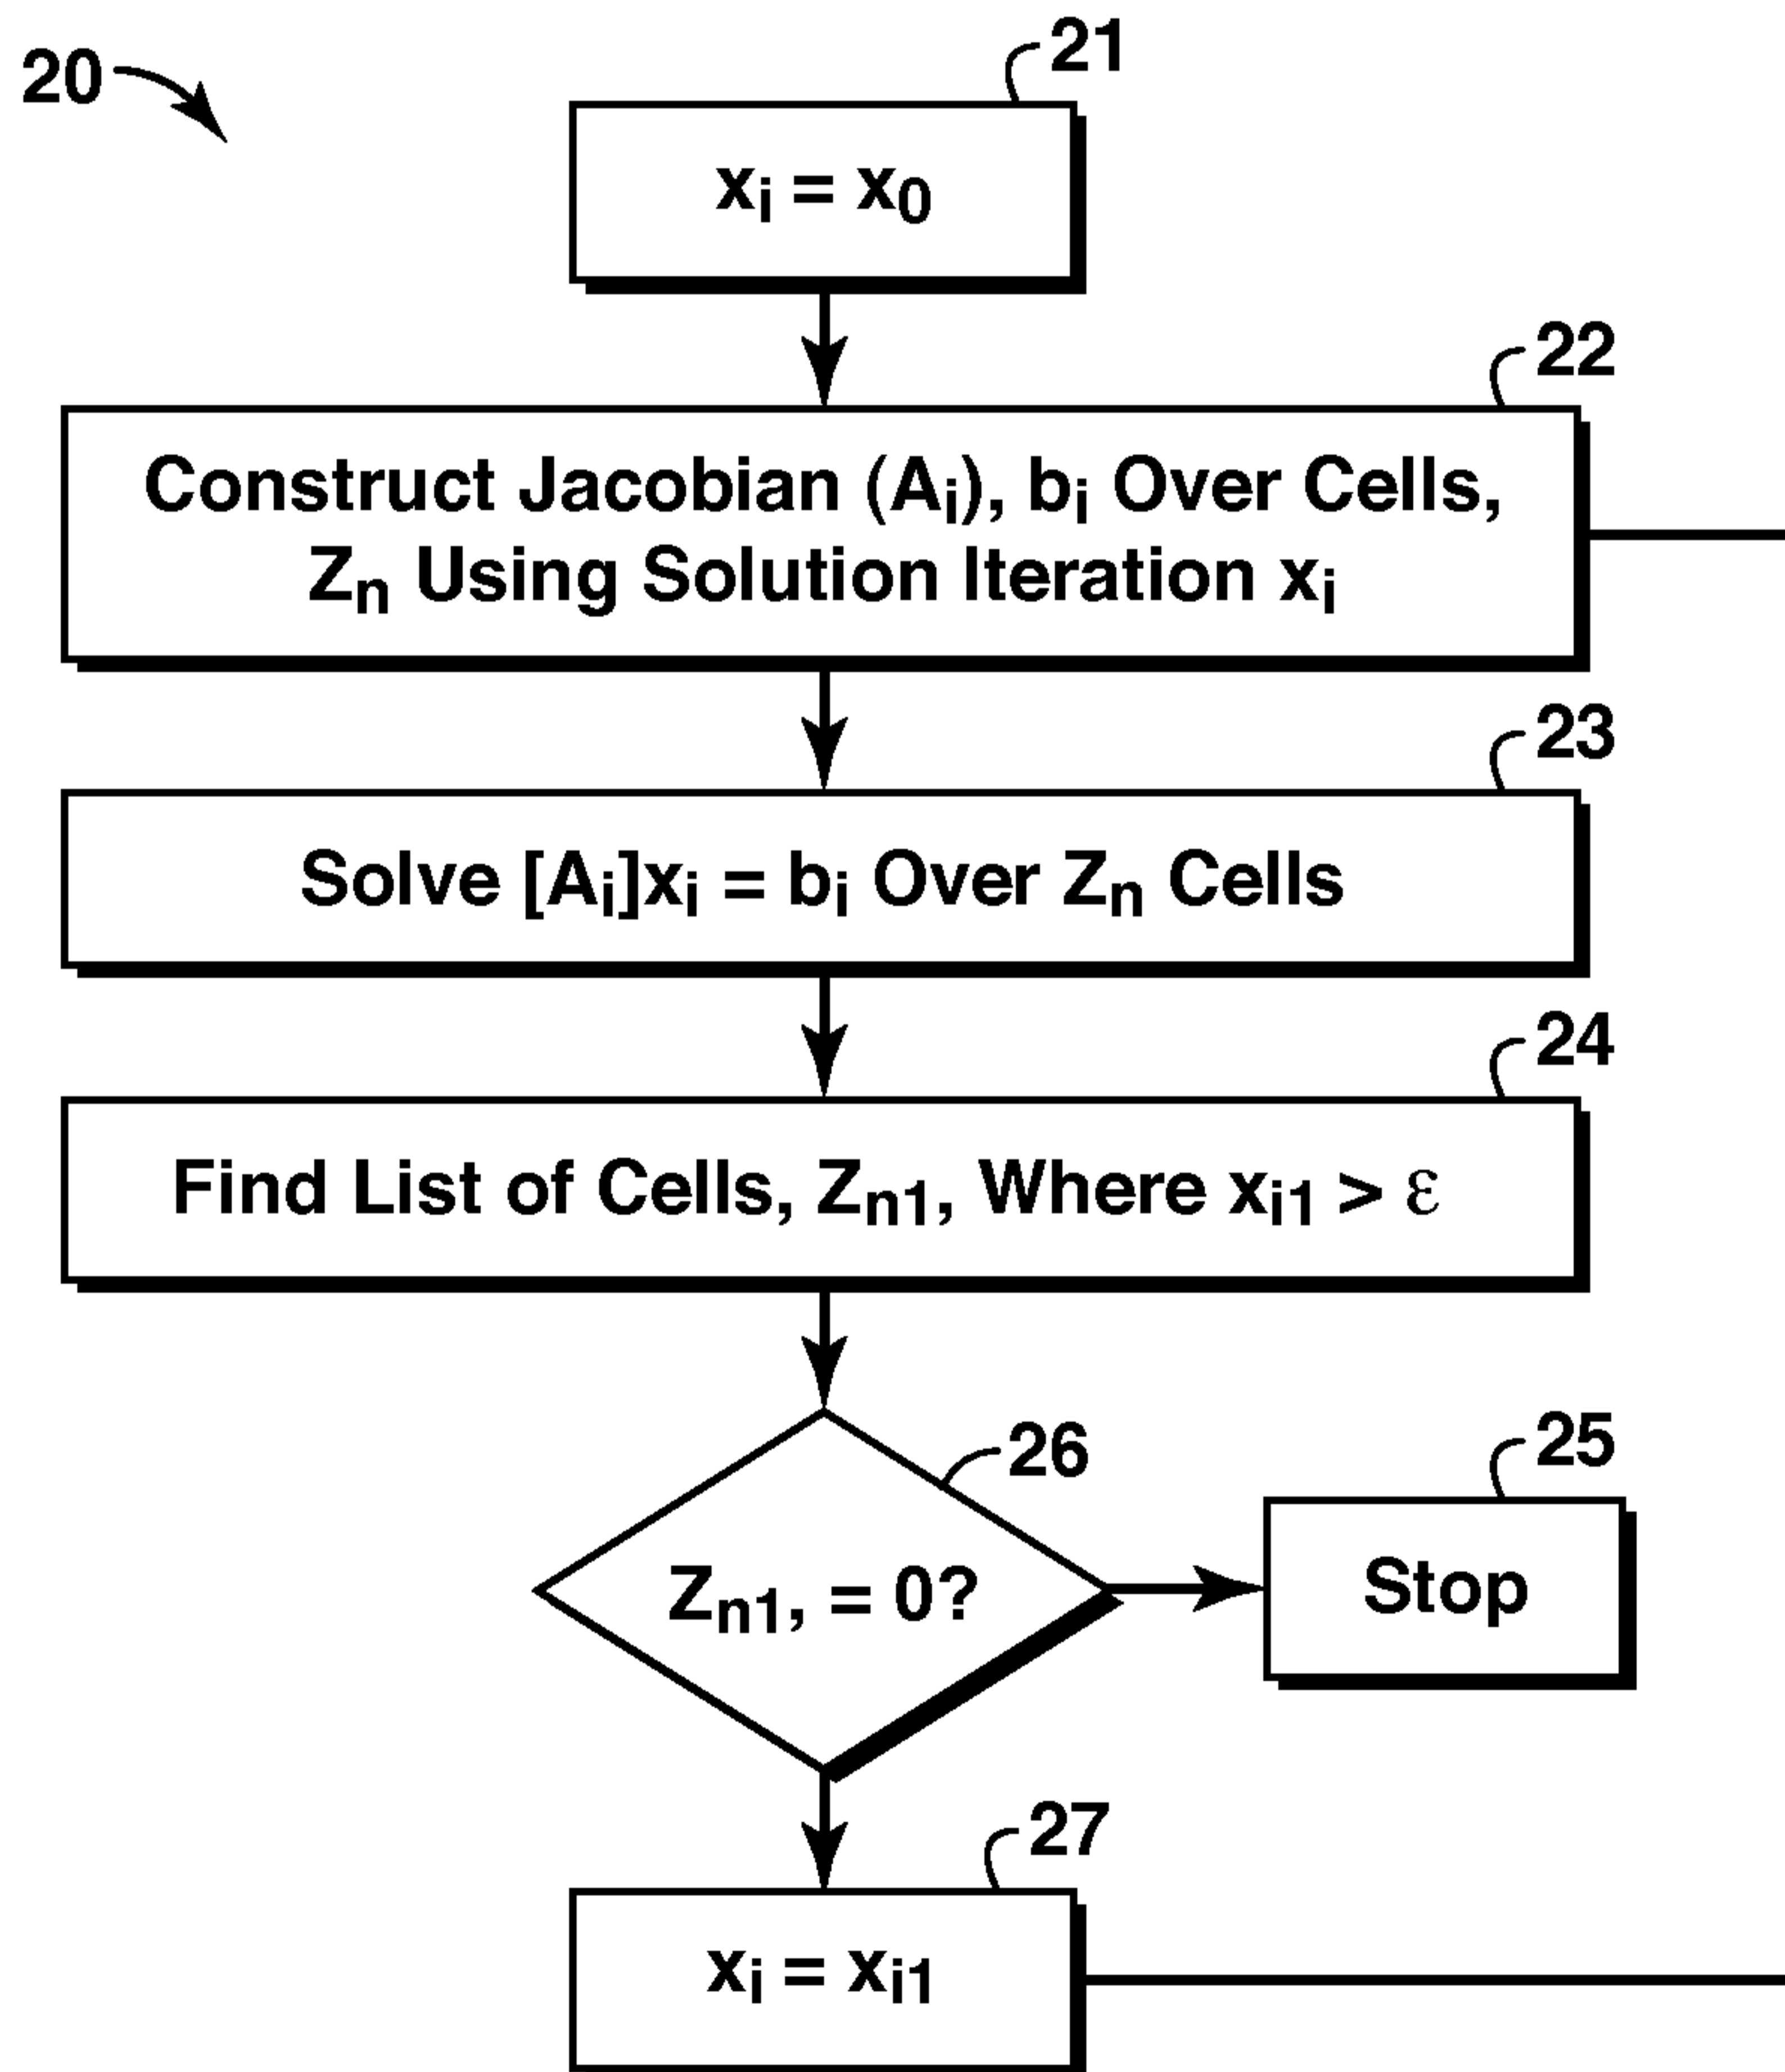 20
21
xi = x0
22
Construct Jacobian (Ai), bi Over Cells,
Zn Using Solution Iteration xi
23
Solve [Ai]xi = bi Over Zn Cells
24
Find List of Cells, Zn1, Where xi1 > ε
26
Zn1, = 0?
25
Stop
27
xi = xi1